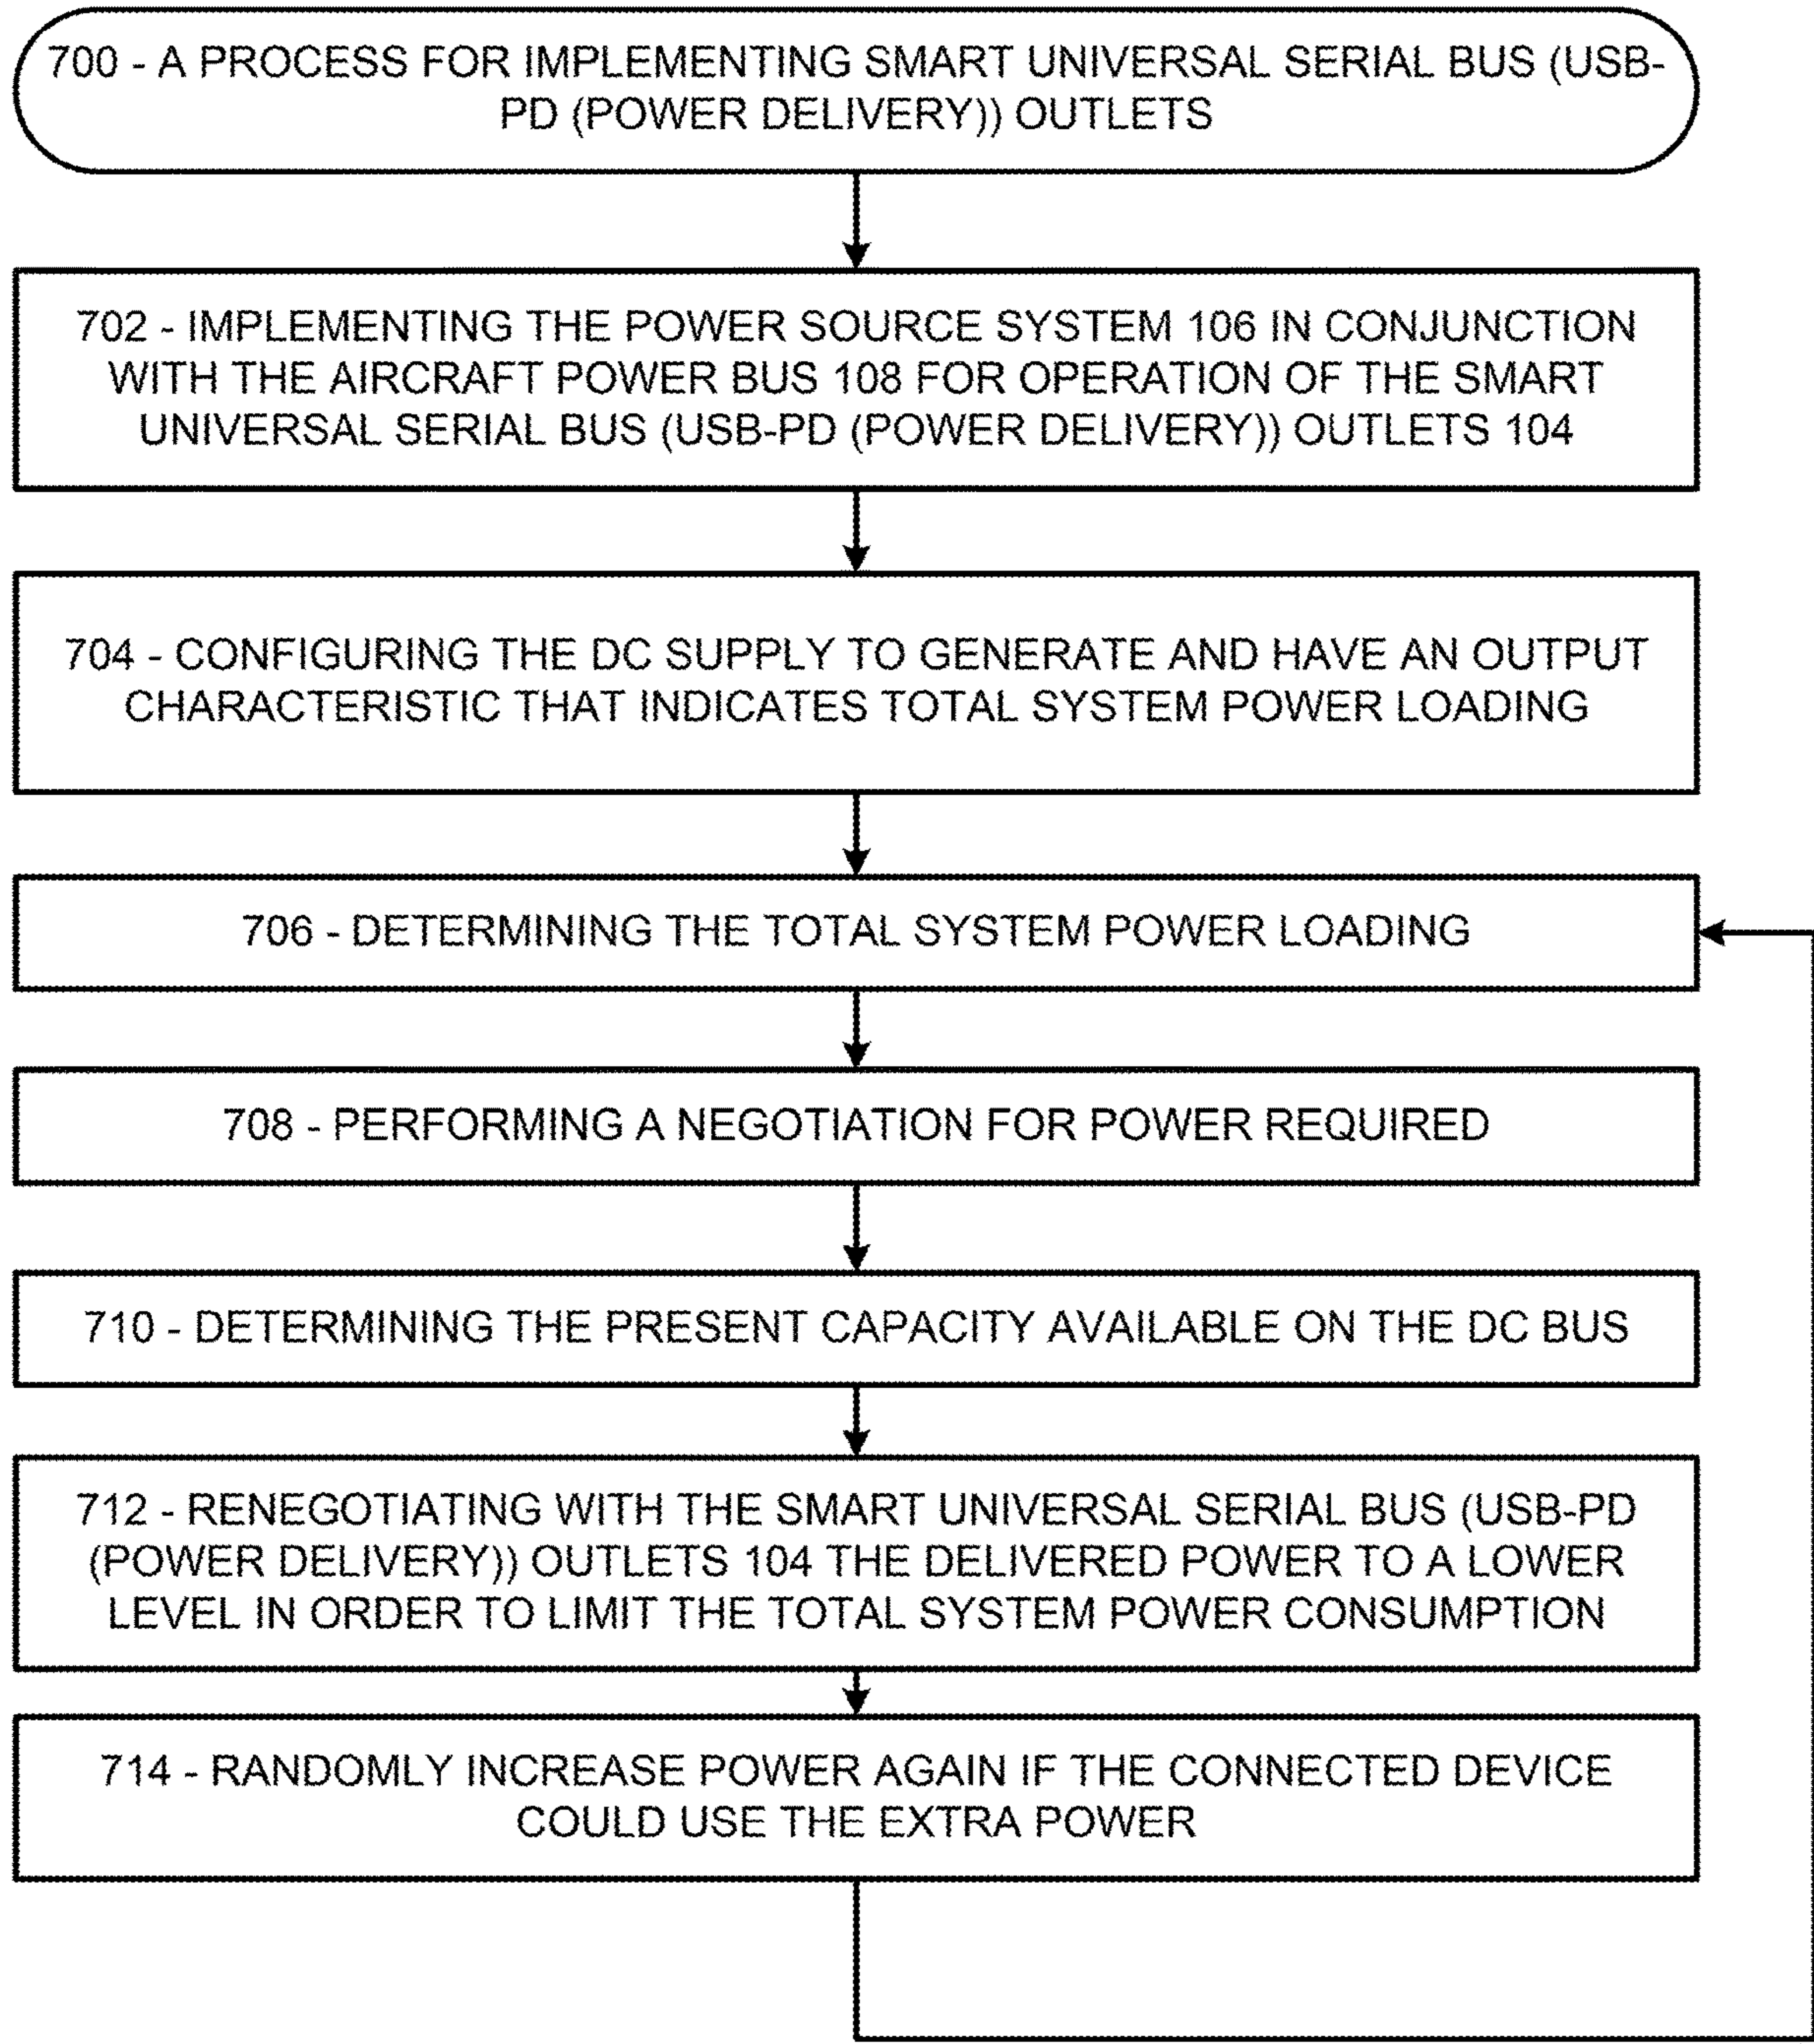 700 - A PROCESS FOR IMPLEMENTING SMART UNIVERSAL SERIAL BUS (USB-
PD (POWER DELIVERY)) OUTLETS
702 - IMPLEMENTING THE POWER SOURCE SYSTEM 106 IN CONJUNCTION
WITH THE AIRCRAFT POWER BUS 108 FOR OPERATION OF THE SMART
UNIVERSAL SERIAL BUS (USB-PD (POWER DELIVERY)) OUTLETS 104
704 - CONFIGURING THE DC SUPPLY TO GENERATE AND HAVE AN OUTPUT
CHARACTERISTIC THAT INDICATES TOTAL SYSTEM POWER LOADING
706 - DETERMINING THE TOTAL SYSTEM POWER LOADING
708 - PERFORMING A NEGOTIATION FOR POWER REQUIRED
710 - DETERMINING THE PRESENT CAPACITY AVAILABLE ON THE DC BUS
712 - RENEGOTIATING WITH THE SMART UNIVERSAL SERIAL BUS (USB-PD
(POWER DELIVERY)) OUTLETS 104 THE DELIVERED POWER TO A LOWER
LEVEL IN ORDER TO LIMIT THE TOTAL SYSTEM POWER CONSUMPTION
714 - RANDOMLY INCREASE POWER AGAIN IF THE CONNECTED DEVICE
COULD USE THE EXTRA POWER